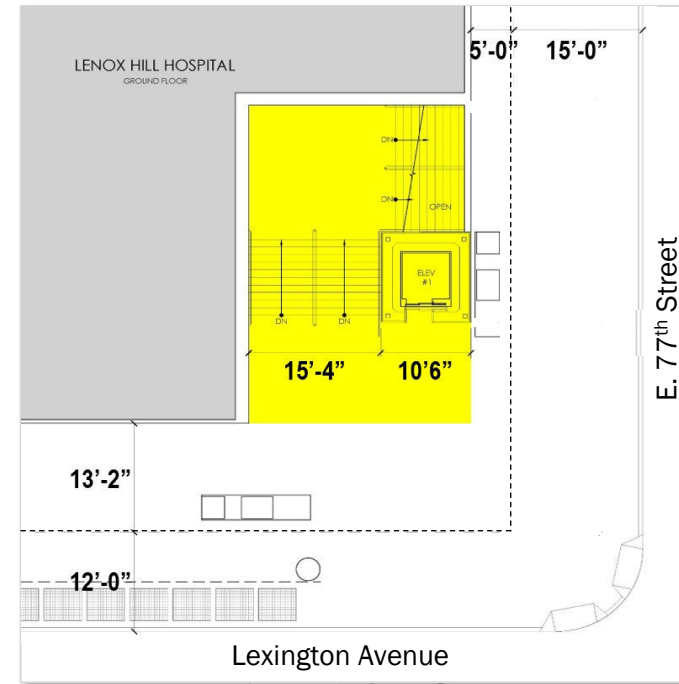 5’-0”
15’-0”
LENOX HILL HOSPITAL
GROUND FLOOR
DN
DN
OPEN
ELEV
#1
DN
DN
15’-4”
10’6”
E. 77th Street
13’-2”
12’-0”
Lexington Avenue